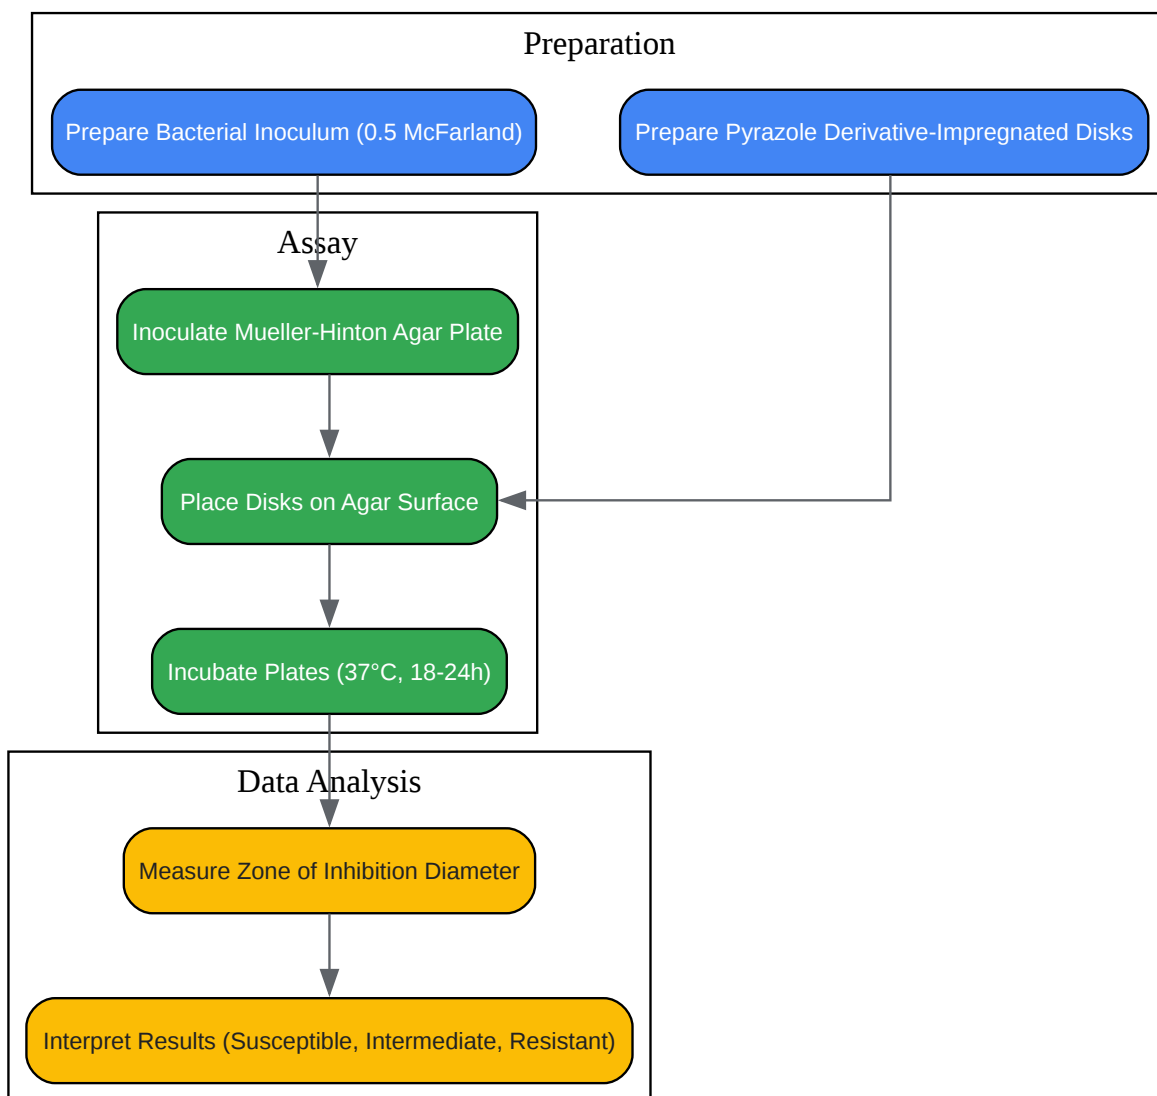 Preparation
Prepare Bacterial Inoculum (0.5 McFarland)
Prepare Pyrazole Derivative-Impregnated Disks
Assay
Inoculate Mueller-Hinton Agar Plate
Place Disks on Agar Surface
Incubate Plates (37°C, 18-24h)
Data Analysis
Measure Zone of Inhibition Diameter
Interpret Results (Susceptible, Intermediate, Resistant)